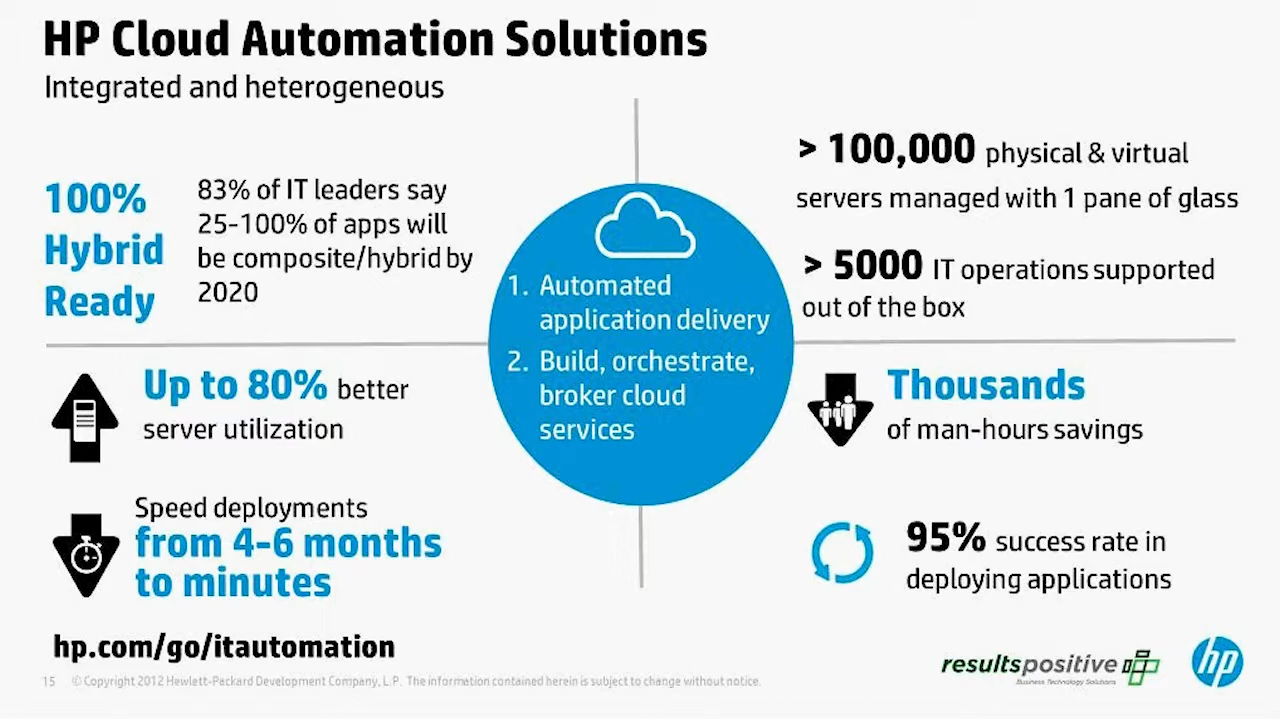 HP Cloud Automation Solutions
Integrated and heterogeneous
100%
Hybrid
Ready
83% of IT leaders say
25-100% of apps will
be composite/hybrid by
2020
> 100,000 physical & virtual
servers managed with 1 pane of glass
> 5000 IT operations supported
out of the box
1. Automated
application delivery
2. Build, orchestrate,
broker cloud
services
Up to 80% better
server utilization
Speed deployments
from 4-6 months
to minutes
Thousands
of man-hours savings
95% success rate in
deploying applications
hp.com/go/itautomation
15 © Copyright 2012 Hewlett-Packard Development Company, L.P. The information contained herein is subject to change without notice.
resultspositive
Business Technology Solutions
hp